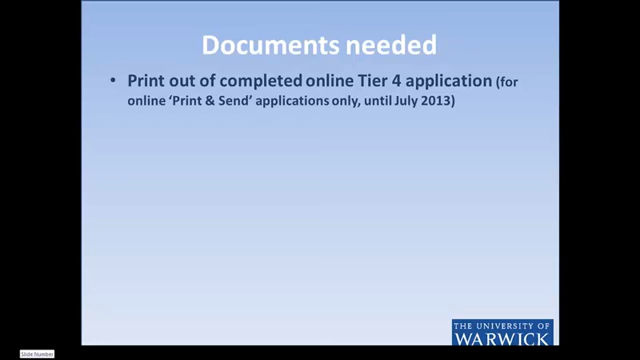 Documents needed
• Print out of completed online Tier 4 application (for
online ‘Print & Send’ applications only, until July 2013)
THE UNIVERSITY OF
WARWICK
Slide Number